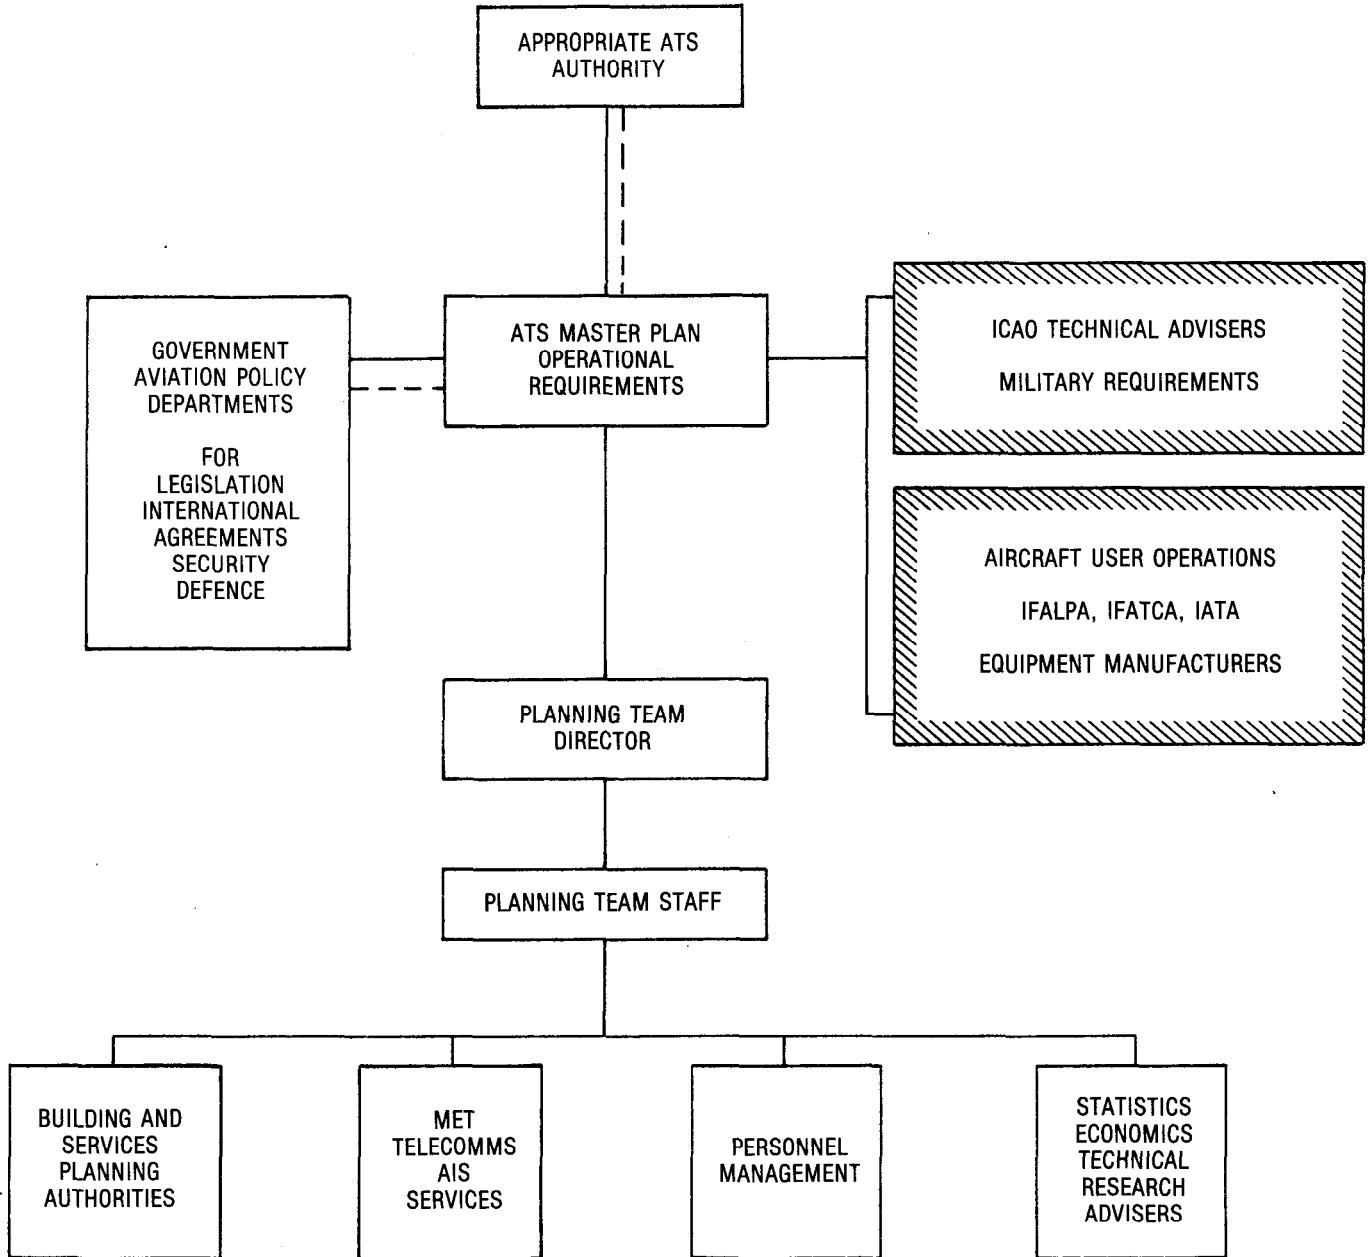 APPROPRIATE ATS
AUTHORITY
GOVERNMENT
AVIATION POLICY
DEPARTMENTS
FOR
LEGISLATION
INTERNATIONAL
AGREEMENTS
SECURITY
DEFENCE
ATS MASTER PLAN
OPERATIONAL
REQUIREMENTS
ICAO TECHNICAL ADVISERS
MILITARY REQUIREMENTS
AIRCRAFT USER OPERATIONS
IFALPA, IFATCA, IATA
EQUIPMENT MANUFACTURERS
PLANNING TEAM
DIRECTOR
PLANNING TEAM STAFF
BUILDING AND
SERVICES
PLANNING
AUTHORITIES
MET
TELECOMMS
AIS
SERVICES
PERSONNEL
MANAGEMENT
STATISTICS
ECONOMICS
TECHNICAL
RESEARCH
ADVISERS